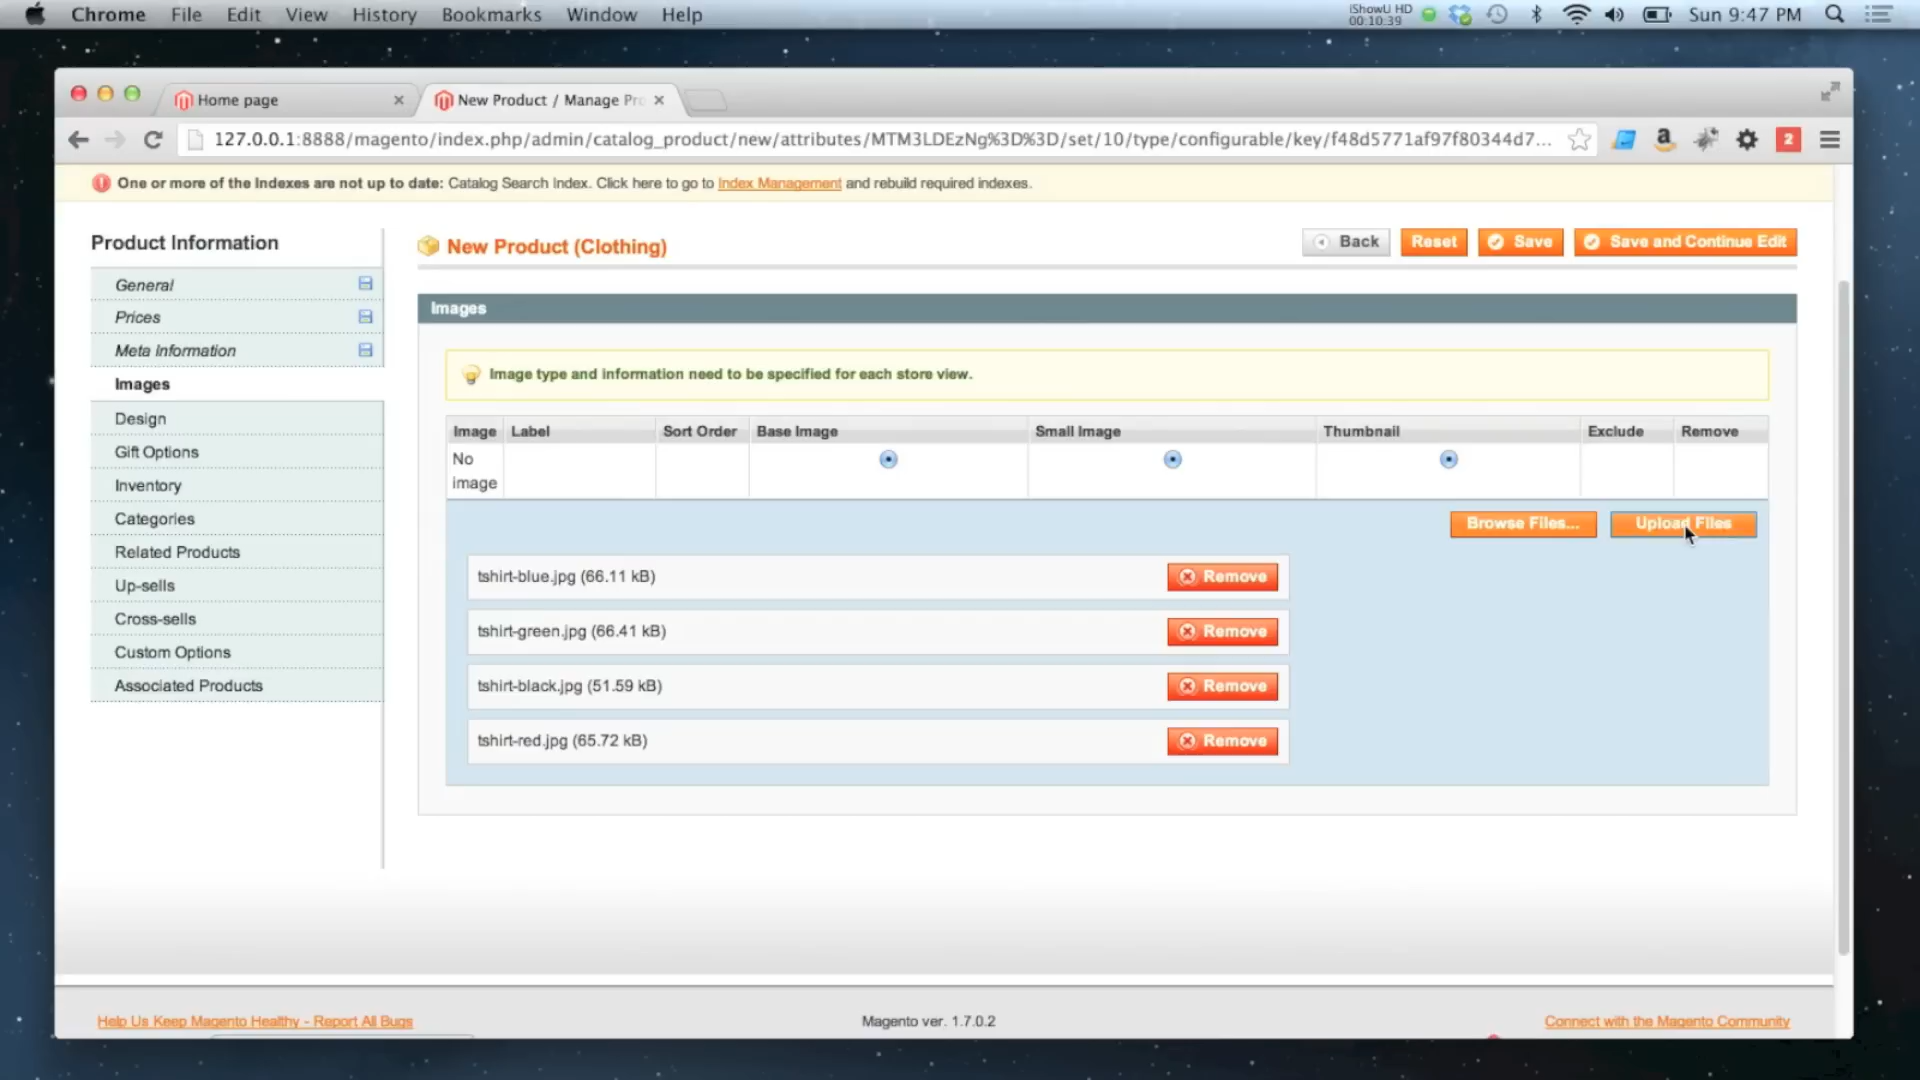 Chrome File Edit View History Bookmarks Window Help
iShowU HD
00:10:39
Sun 9:47 PM
Home page
New Product / Manage Pro
127.0.0.1:8888/magento/index.php/admin/catalog_product/new/attributes/MTM3LDEzNg%3D%3D/set/10/type/configurable/key/f48d5771af97f80344d7...
2
One or more of the Indexes are not up to date: Catalog Search Index. Click here to go to Index Management and rebuild required indexes.
Product Information
General
Prices
Meta Information
Images
Design
Gift Options
Inventory
Categories
Related Products
Up-sells
Cross-sells
Custom Options
Associated Products
New Product (Clothing)
Back Reset Save Save and Continue Edit
Images
Image type and information need to be specified for each store view.
Image Label Sort Order Base Image Small Image Thumbnail Exclude Remove
No
image
Browse Files... Upload Files
tshirt-blue.jpg (66.11 kB) Remove
tshirt-green.jpg (66.41 kB) Remove
tshirt-black.jpg (51.59 kB) Remove
tshirt-red.jpg (65.72 kB) Remove
Help Us Keep Magento Healthy - Report All Bugs
Magento ver. 1.7.0.2
Connect with the Magento Community